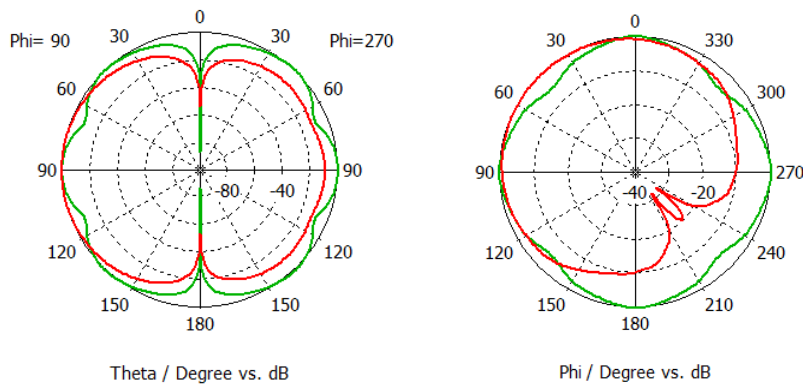 0
Phi= 90 30 30 Phi=270
60 60
90 -80 -40 90
120 120
150 150
180
Theta / Degree vs. dB
0
30 330
60 300
90 -40 -20 270
120 240
150 210
180
Phi / Degree vs. dB